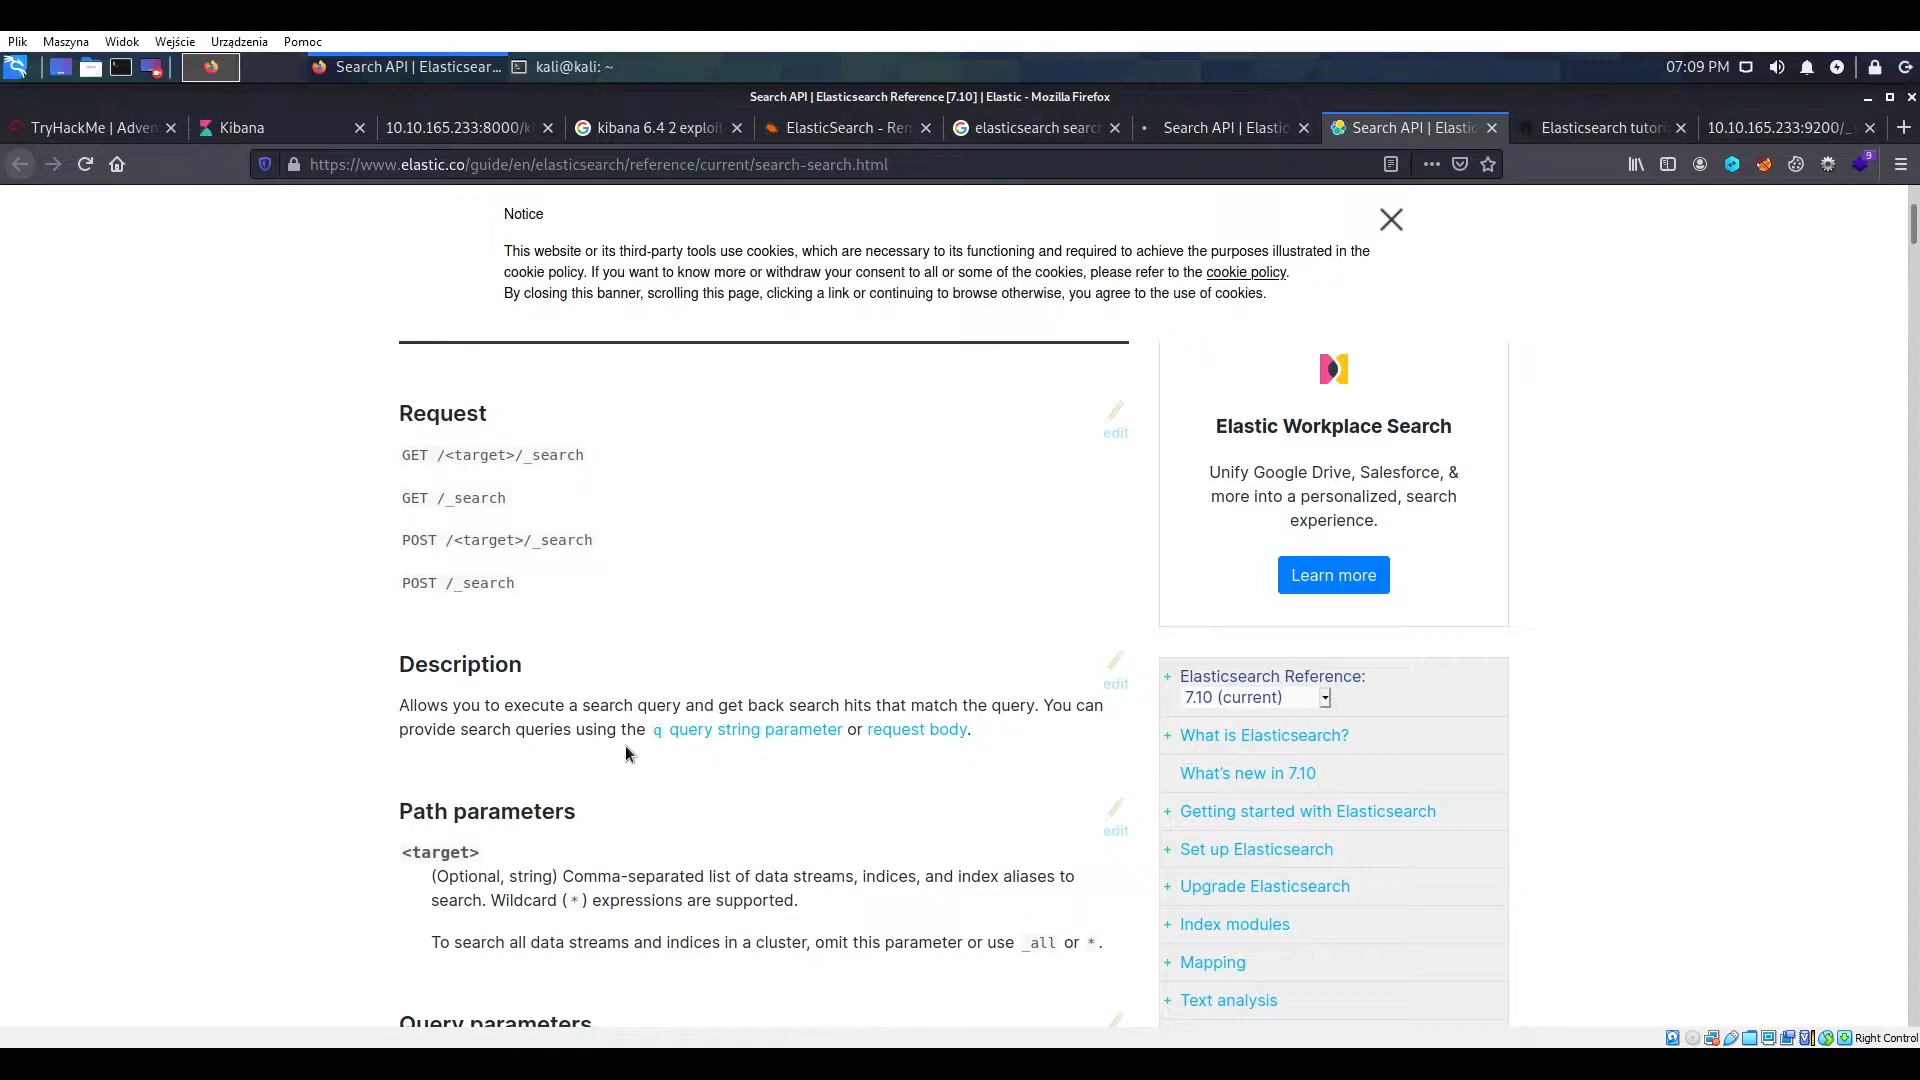 Plik Maszyna Widok Wejście Urządzenia Pomoc
Search API | Elasticsear... kali@kali: ~ 07:09 PM
Search API | Elasticsearch Reference [7.10] | Elastic - Mozilla Firefox
TryHackMe | Adven Kibana 10.10.165.233:8000/ki kibana 6.4 2 exploit ElasticSearch - Ren elasticsearch searc Search API | Elastic Search API | Elastic Elasticsearch tutori 10.10.165.233:9200/_
https://www.elastic.co/guide/en/elasticsearch/reference/current/search-search.html 9
Notice
This website or its third-party tools use cookies, which are necessary to its functioning and required to achieve the purposes illustrated in the
cookie policy. If you want to know more or withdraw your consent to all or some of the cookies, please refer to the cookie policy.
By closing this banner, scrolling this page, clicking a link or continuing to browse otherwise, you agree to the use of cookies.
Request
edit
GET /<target>/_search
GET /_search
POST /<target>/_search
POST /_search
Description
edit
Allows you to execute a search query and get back search hits that match the query. You can
provide search queries using the q query string parameter or request body.
Path parameters
edit
<target>
(Optional, string) Comma-separated list of data streams, indices, and index aliases to
search. Wildcard (*) expressions are supported.
To search all data streams and indices in a cluster, omit this parameter or use _all or *.
Query parameters
Elastic Workplace Search
Unify Google Drive, Salesforce, &
more into a personalized, search
experience.
Learn more
+ Elasticsearch Reference:
7.10 (current)
+ What is Elasticsearch?
What's new in 7.10
+ Getting started with Elasticsearch
+ Set up Elasticsearch
+ Upgrade Elasticsearch
+ Index modules
+ Mapping
+ Text analysis
Right Control